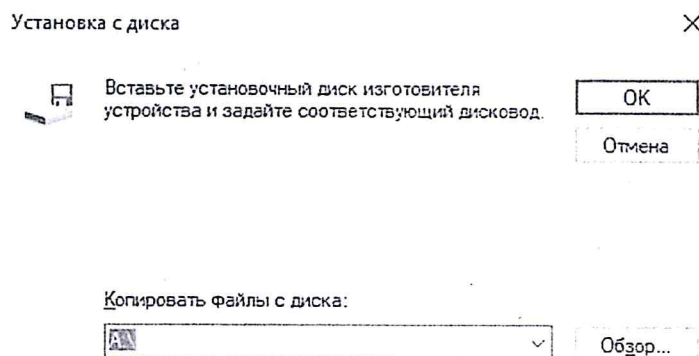 Установка с диска
Вставьте установочный диск изготовителя
устройства и задайте соответствующий дисковод.
OK
Отмена
Копировать файлы с диска:
A:\
Обзор...